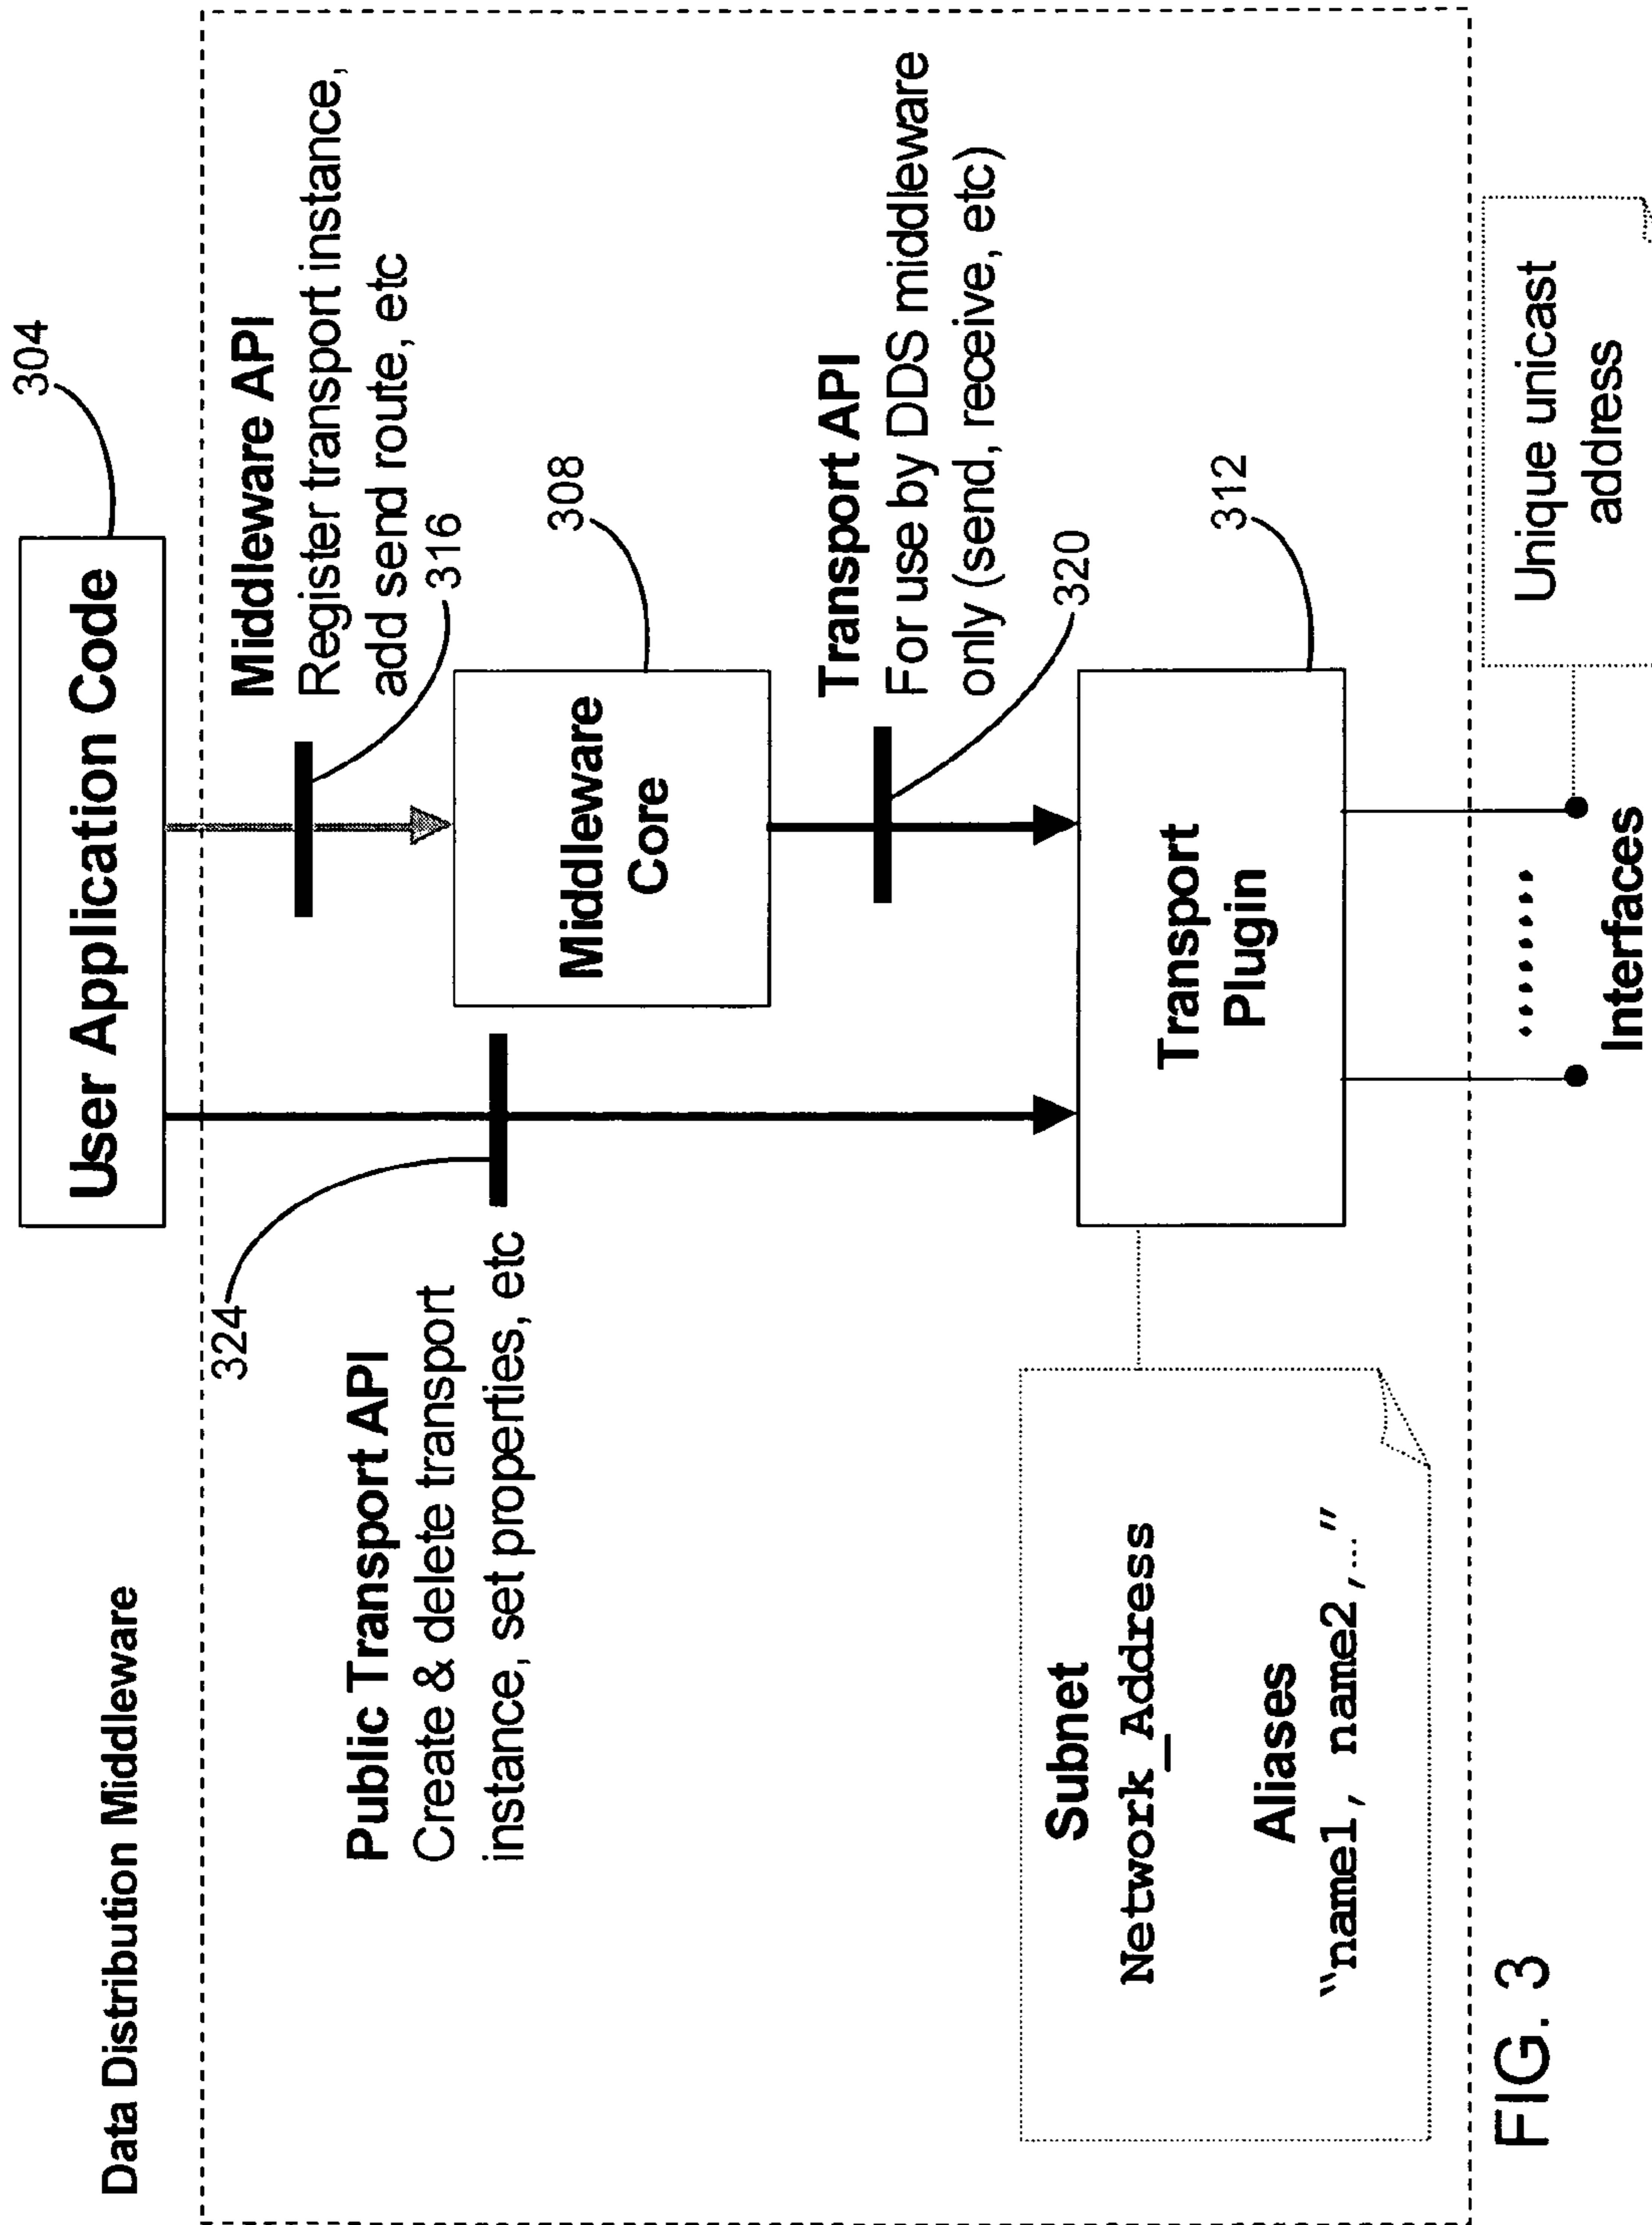 Data Distribution Middleware
User Application Code
304
324
Public Transport API
Create & delete transport
instance, set properties, etc
Middleware API
Register transport instance,
add send route, etc
316
Middleware
Core
308
Transport API
For use by DDS middleware
only (send, receive, etc)
320
Subnet
Network_Address
Aliases
“name1, name2,…”
Transport
Plugin
312
Interfaces
Unique unicast
address
FIG. 3